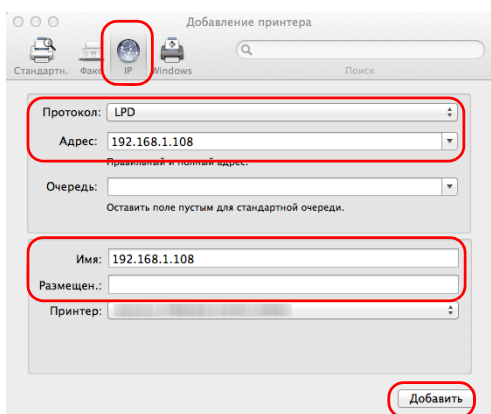 Добавление принтера
Стандартн. Факс IP Windows Поиск
Протокол: LPD
Адрес: 192.168.1.108
Правильный и полный адрес.
Очередь:
Оставить поле пустым для стандартной очереди.
Имя: 192.168.1.108
Размещен.:
Принтер:
Добавить